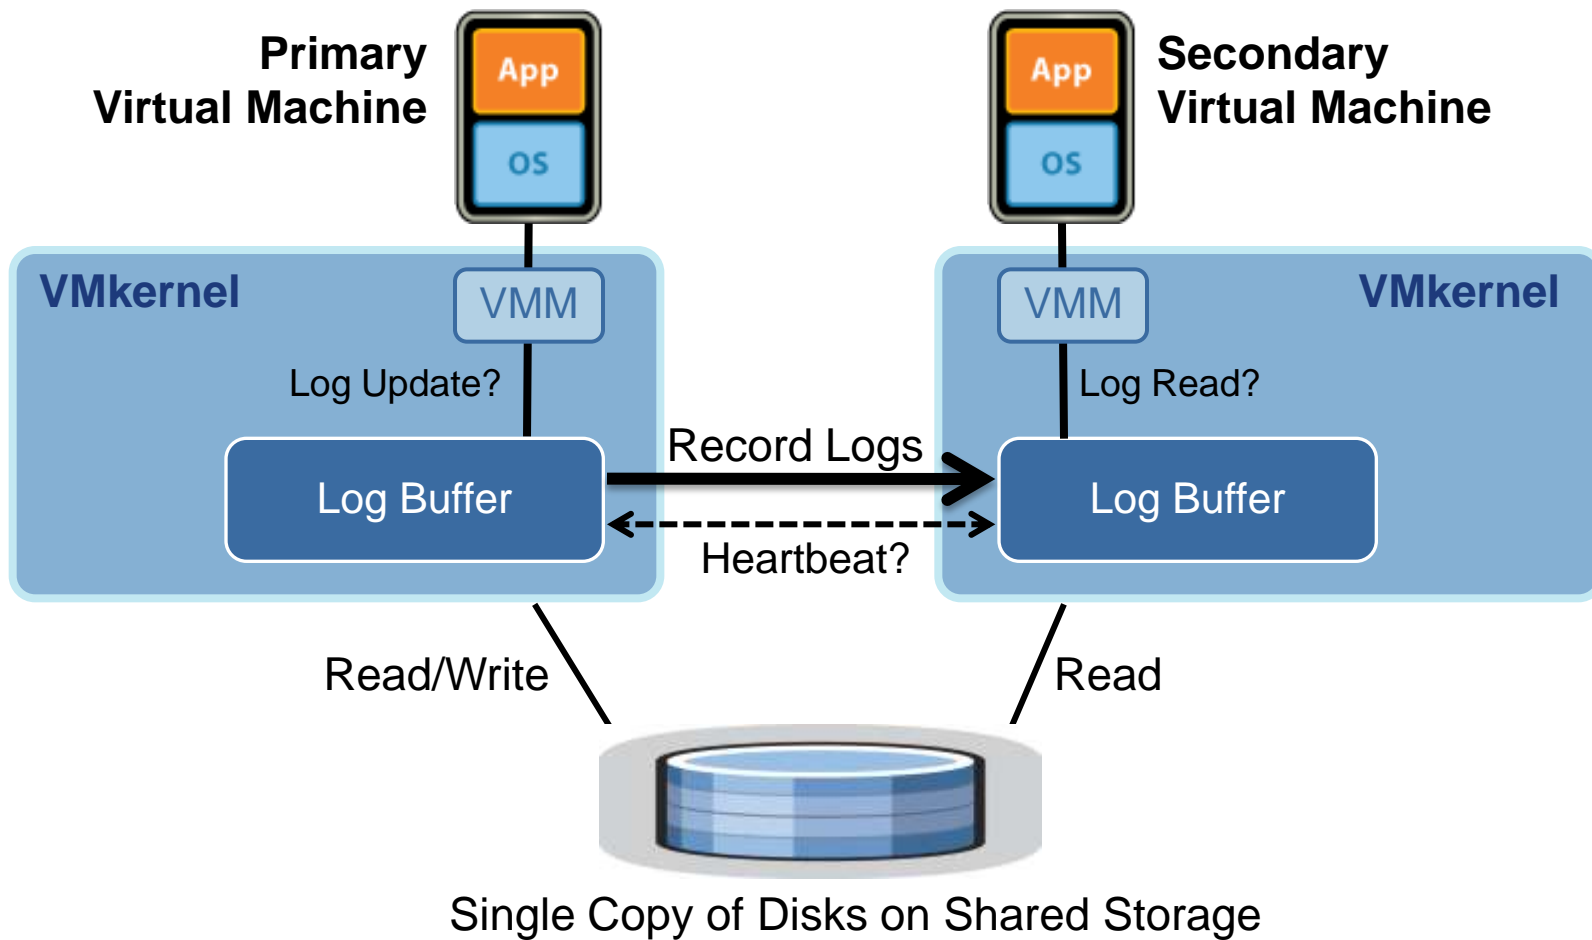 Primary
Virtual Machine
App
OS
App
OS
Secondary
Virtual Machine
VMkernel
VMM
VMM
VMkernel
Log Update?
Log Read?
Record Logs
Log Buffer
Log Buffer
Heartbeat?
Read/Write
Read
Single Copy of Disks on Shared Storage